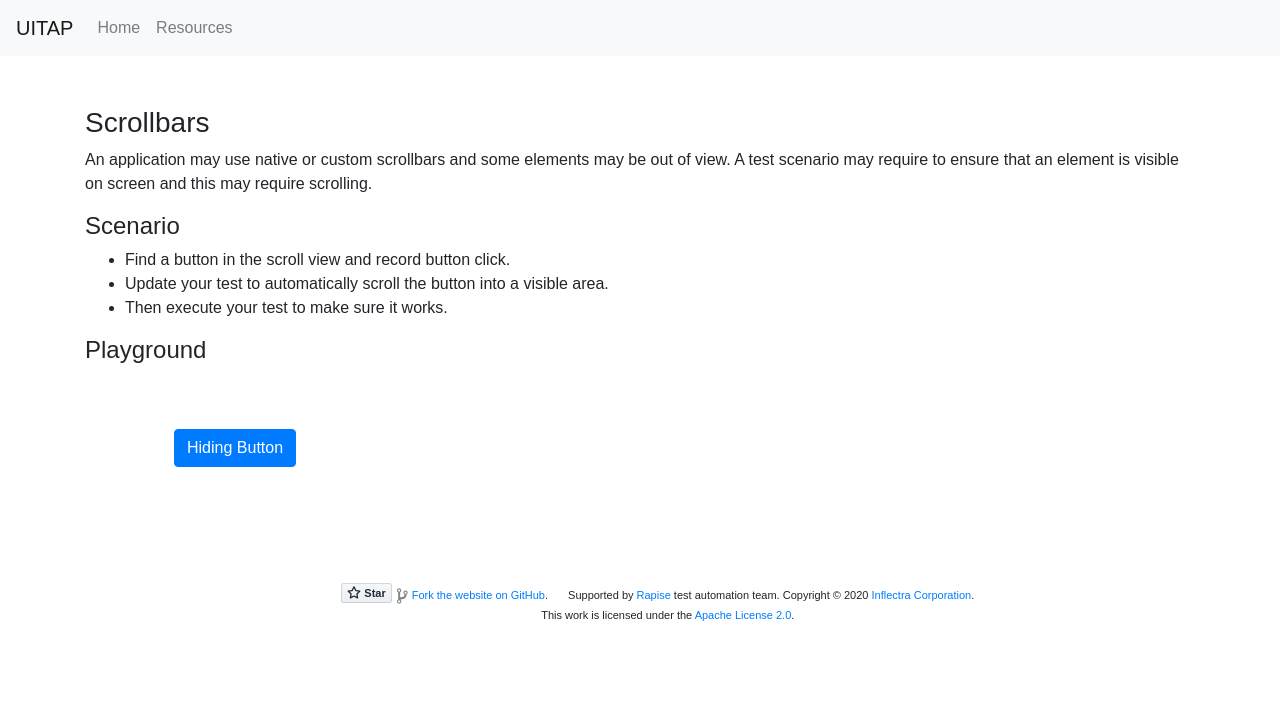 UITAP Home Resources
Scrollbars
An application may use native or custom scrollbars and some elements may be out of view. A test scenario may require to ensure that an element is visible
on screen and this may require scrolling.
Scenario
Find a button in the scroll view and record button click.
Update your test to automatically scroll the button into a visible area.
Then execute your test to make sure it works.
Playground
Hiding Button
Star Fork the website on GitHub. Supported by Rapise test automation team. Copyright © 2020 Inflectra Corporation.
This work is licensed under the Apache License 2.0.